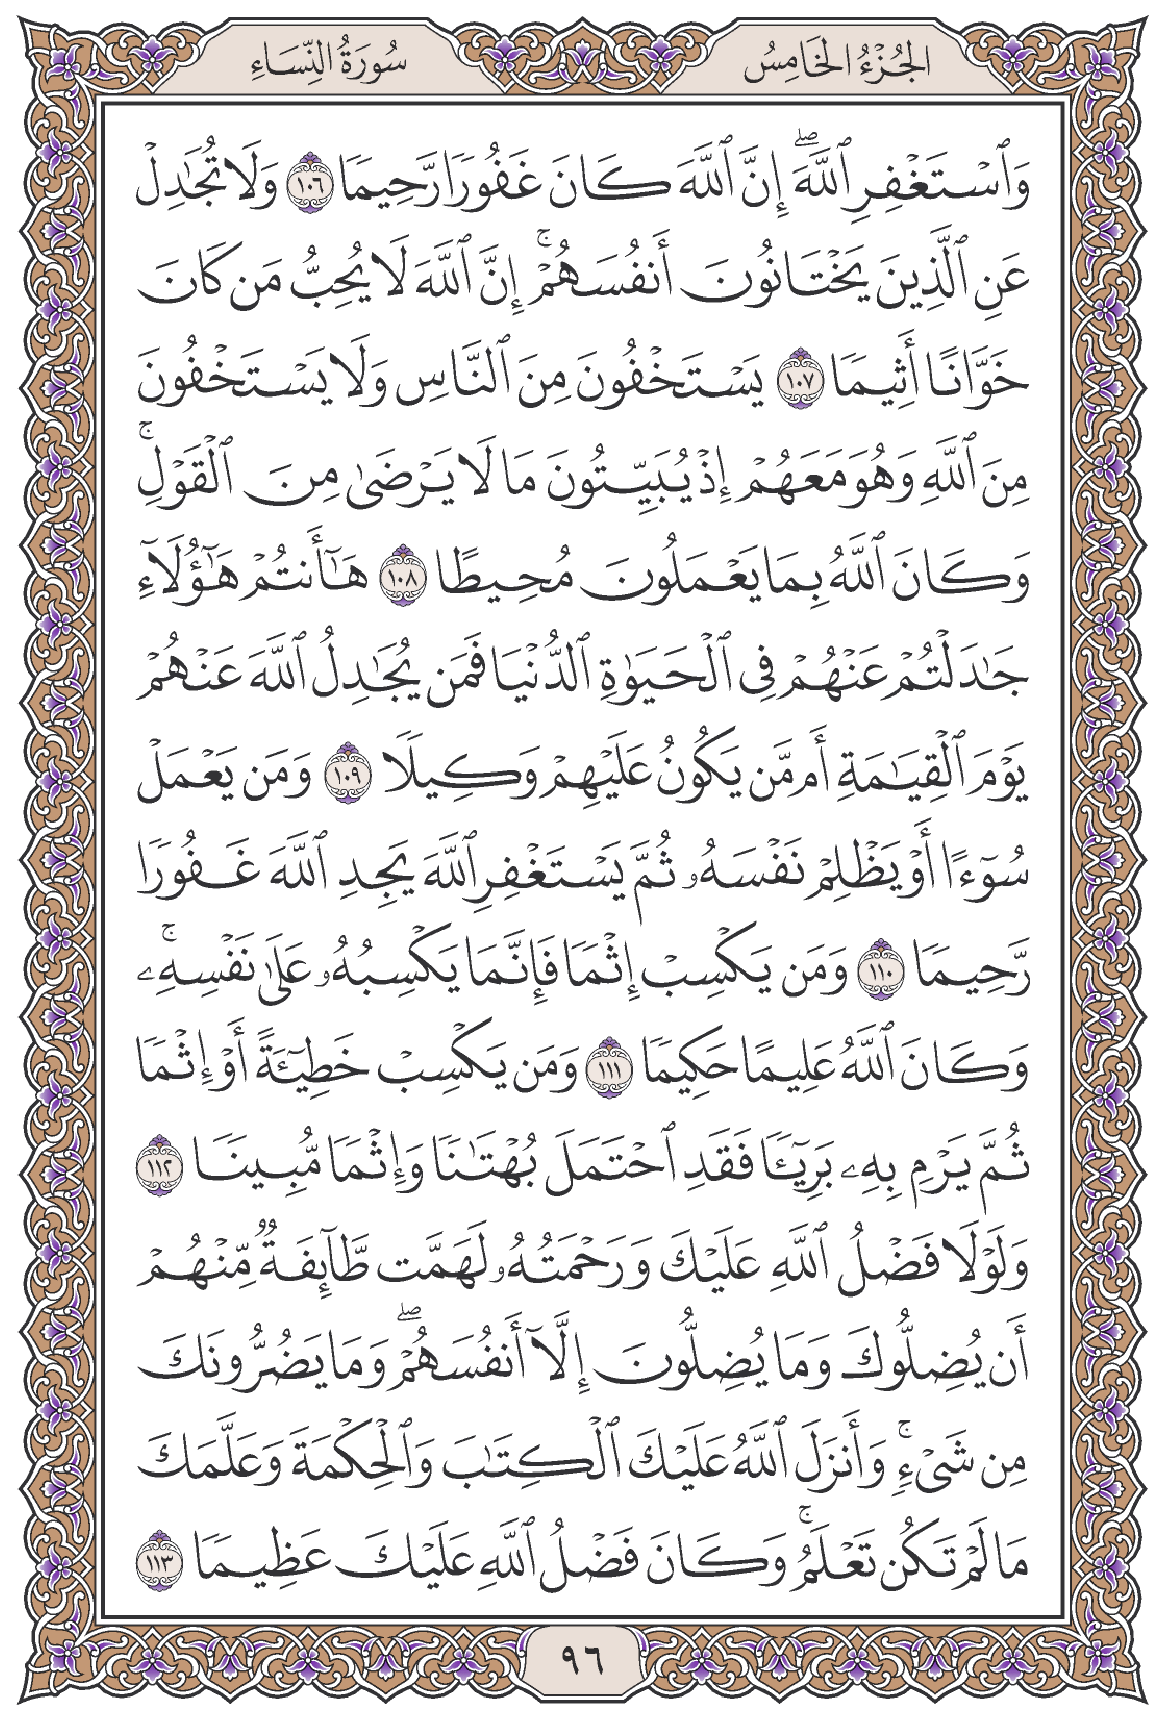 الجُزْءُ الخَامِسُ
سُورَةُ النِّسَاءِ
وَٱسْتَغْفِرِ ٱللَّهَۖ إِنَّ ٱللَّهَ كَانَ غَفُورًا رَّحِيمًا ١٠٦ وَلَا تُجَٰدِلْ
عَنِ ٱلَّذِينَ يَخْتَانُونَ أَنفُسَهُمْۚ إِنَّ ٱللَّهَ لَا يُحِبُّ مَن كَانَ
خَوَّانًا أَثِيمًا ١٠٧ يَسْتَخْفُونَ مِنَ ٱلنَّاسِ وَلَا يَسْتَخْفُونَ
مِنَ ٱللَّهِ وَهُوَ مَعَهُمْ إِذْ يُبَيِّتُونَ مَا لَا يَرْضَىٰ مِنَ ٱلْقَوْلِۚ
وَكَانَ ٱللَّهُ بِمَا يَعْمَلُونَ مُحِيطًا ١٠٨ هَٰٓأَنتُمْ هَٰٓؤُلَآءِ
جَٰدَلْتُمْ عَنْهُمْ فِى ٱلْحَيَوٰةِ ٱلدُّنْيَا فَمَن يُجَٰدِلُ ٱللَّهَ عَنْهُمْ
يَوْمَ ٱلْقِيَٰمَةِ أَم مَّن يَكُونُ عَلَيْهِمْ وَكِيلًا ١٠٩ وَمَن يَعْمَلْ
سُوٓءًا أَوْ يَظْلِمْ نَفْسَهُۥ ثُمَّ يَسْتَغْفِرِ ٱللَّهَ يَجِدِ ٱللَّهَ غَفُورًا
رَّحِيمًا ١١٠ وَمَن يَكْسِبْ إِثْمًا فَإِنَّمَا يَكْسِبُهُۥ عَلَىٰ نَفْسِهِۦۚ
وَكَانَ ٱللَّهُ عَلِيمًا حَكِيمًا ١١١ وَمَن يَكْسِبْ خَطِيٓـَٔةً أَوْ إِثْمًا
ثُمَّ يَرْمِ بِهِۦ بَرِيٓـًٔا فَقَدِ ٱحْتَمَلَ بُهْتَٰنًا وَإِثْمًا مُّبِينًا ١١٢
وَلَوْلَا فَضْلُ ٱللَّهِ عَلَيْكَ وَرَحْمَتُهُۥ لَهَمَّت طَّآئِفَةٌ مِّنْهُمْ
أَن يُضِلُّوكَ وَمَا يُضِلُّونَ إِلَّآ أَنفُسَهُمْۖ وَمَا يَضُرُّونَكَ
مِن شَىْءٍۚ وَأَنزَلَ ٱللَّهُ عَلَيْكَ ٱلْكِتَٰبَ وَٱلْحِكْمَةَ وَعَلَّمَكَ
مَا لَمْ تَكُن تَعْلَمُۚ وَكَانَ فَضْلُ ٱللَّهِ عَلَيْكَ عَظِيمًا ١١٣
٩٦